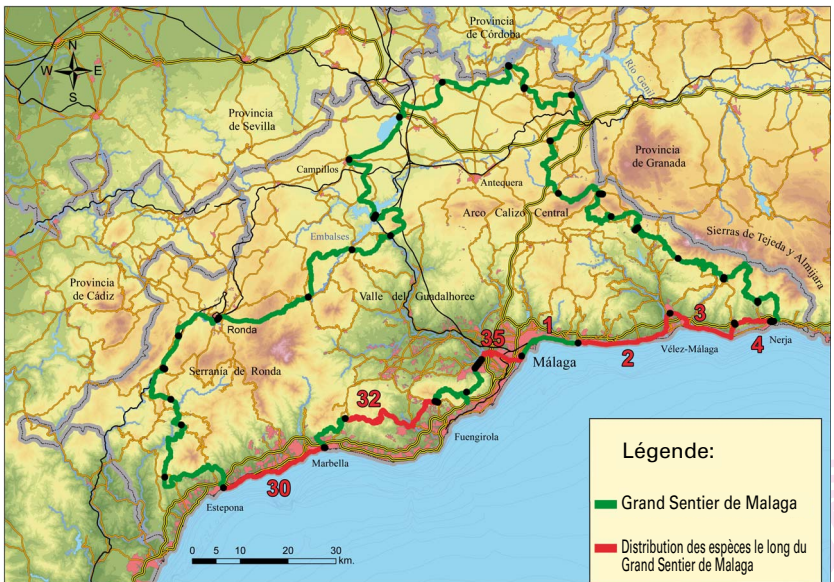 Provincia
de Córdoba
N
W E
S
Río Genil
Provincia
de Sevilla
Provincia
de Granada
Campillos
Antequera
Arco Calizo Central
Embalses
Sierras de Tejeda y Almijara
Provincia
de Cádiz
Valle del Guadalhorce
Ronda
35
1
3
Málaga
2
Vélez-Málaga
4
Nerja
Serranía de Ronda
32
Fuengirola
Marbella
30
Estepona
0 5 10 20 30
km.
Légende:
Grand Sentier de Malaga
Distribution des espèces le long du
Grand Sentier de Malaga